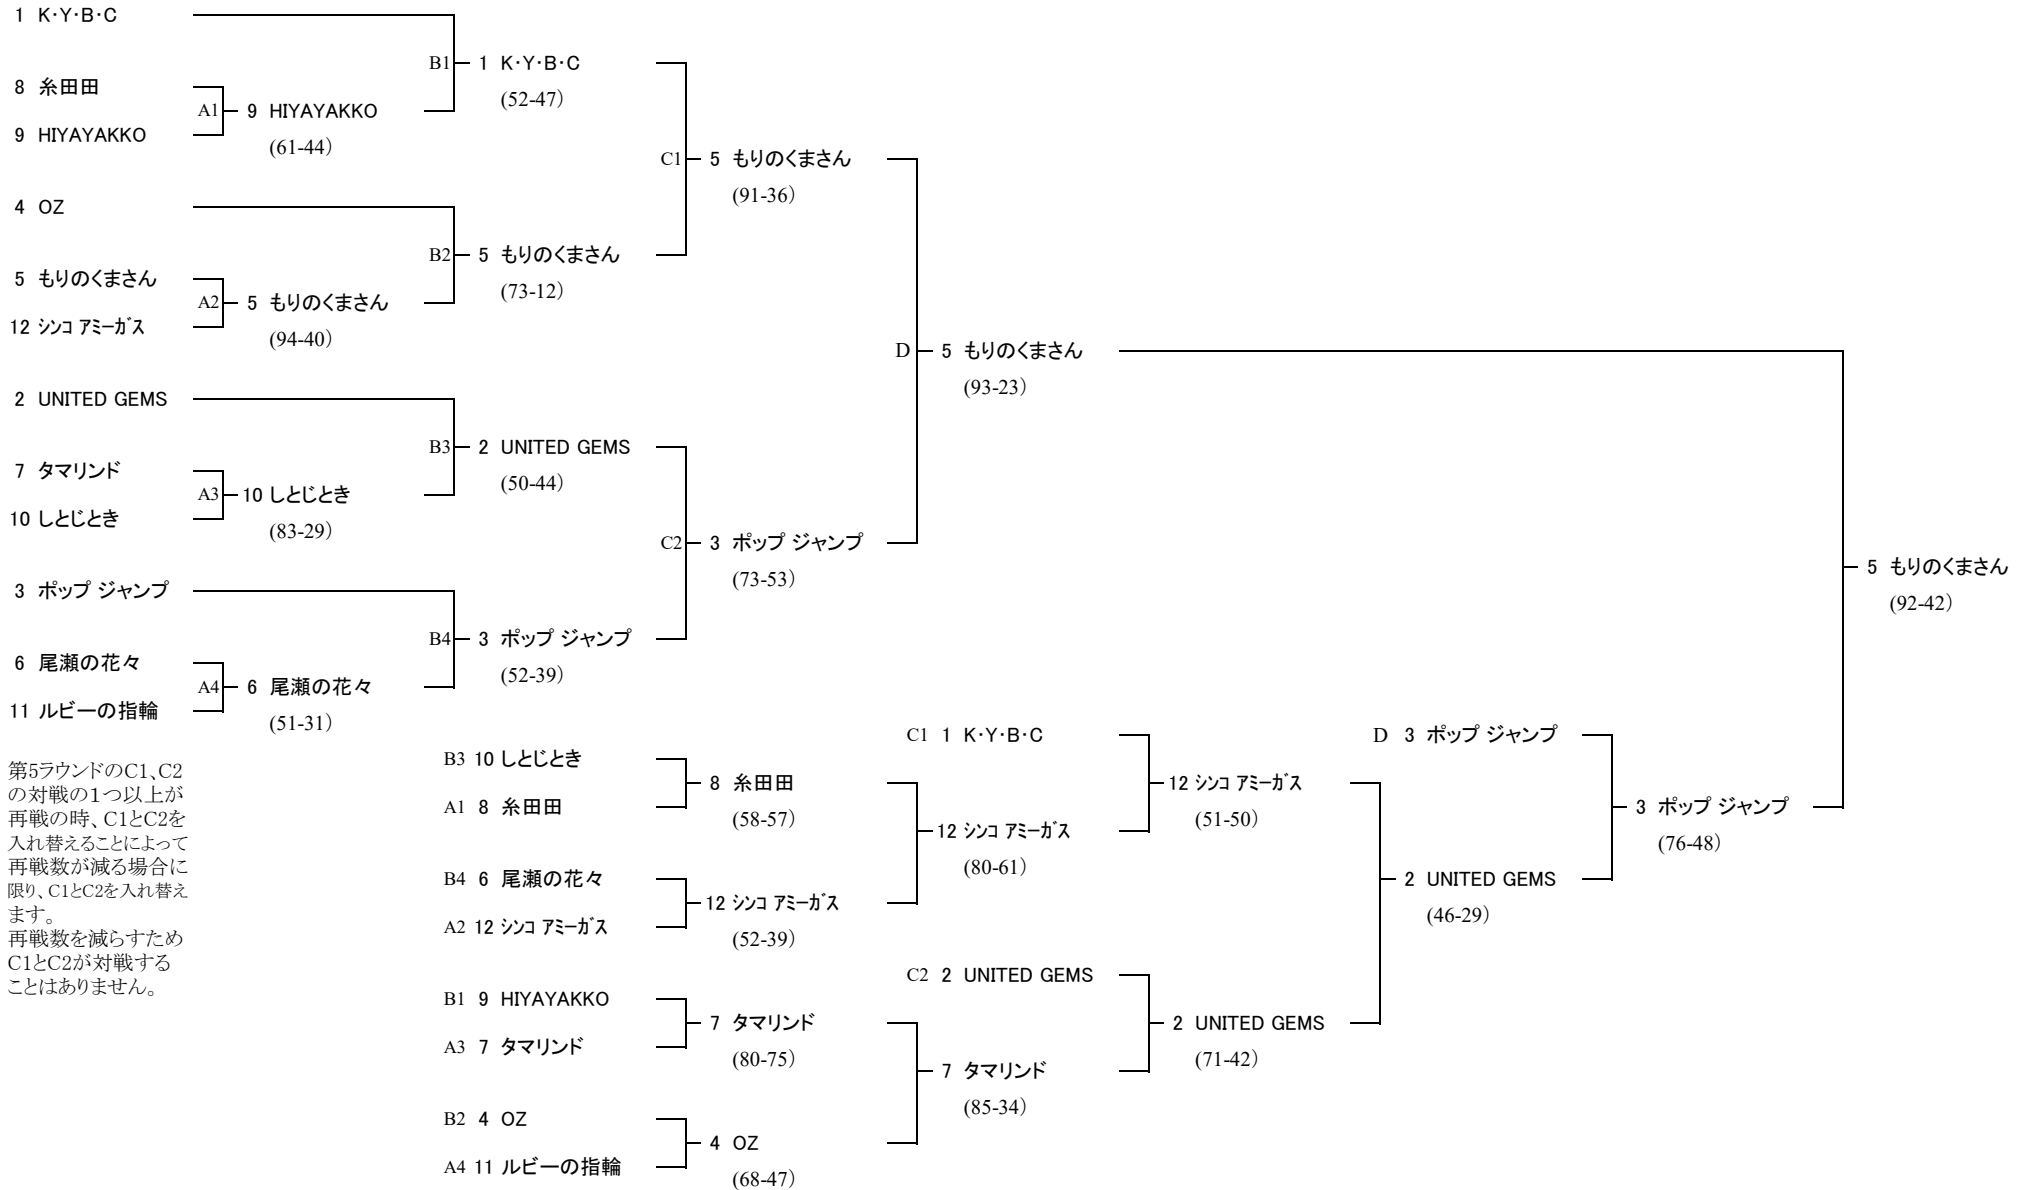 1 K・Y・B・C
8 糸田田
9 HIYAYAKKO
A1 9 HIYAYAKKO
(61-44)
B1 1 K・Y・B・C
(52-47)
4 OZ
5 もりのくまさん
12 シンコ アミーガス
A2 5 もりのくまさん
(94-40)
B2 5 もりのくまさん
(73-12)
C1 5 もりのくまさん
(91-36)
2 UNITED GEMS
7 タマリンド
10 しとじとき
A3 10 しとじとき
(83-29)
B3 2 UNITED GEMS
(50-44)
3 ポップ ジャンプ
6 尾瀬の花々
11 ルビーの指輪
A4 6 尾瀬の花々
(51-31)
B4 3 ポップ ジャンプ
(52-39)
C2 3 ポップ ジャンプ
(73-53)
D 5 もりのくまさん
(93-23)
5 もりのくまさん
(92-42)
第5ラウンドのC1、C2
の対戦の1つ以上が
再戦の時、C1とC2を
入れ替えることによって
再戦数が減る場合に
限り、C1とC2を入れ替え
ます。
再戦数を減らすため
C1とC2が対戦する
ことはありません。
B3 10 しとじとき
A1 8 糸田田
8 糸田田
(58-57)
B4 6 尾瀬の花々
A2 12 シンコ アミーガス
12 シンコ アミーガス
(52-39)
12 シンコ アミーガス
(80-61)
C1 1 K・Y・B・C
12 シンコ アミーガス
(51-50)
B1 9 HIYAYAKKO
A3 7 タマリンド
7 タマリンド
(80-75)
B2 4 OZ
A4 11 ルビーの指輪
4 OZ
(68-47)
7 タマリンド
(85-34)
C2 2 UNITED GEMS
2 UNITED GEMS
(71-42)
2 UNITED GEMS
(46-29)
D 3 ポップ ジャンプ
3 ポップ ジャンプ
(76-48)